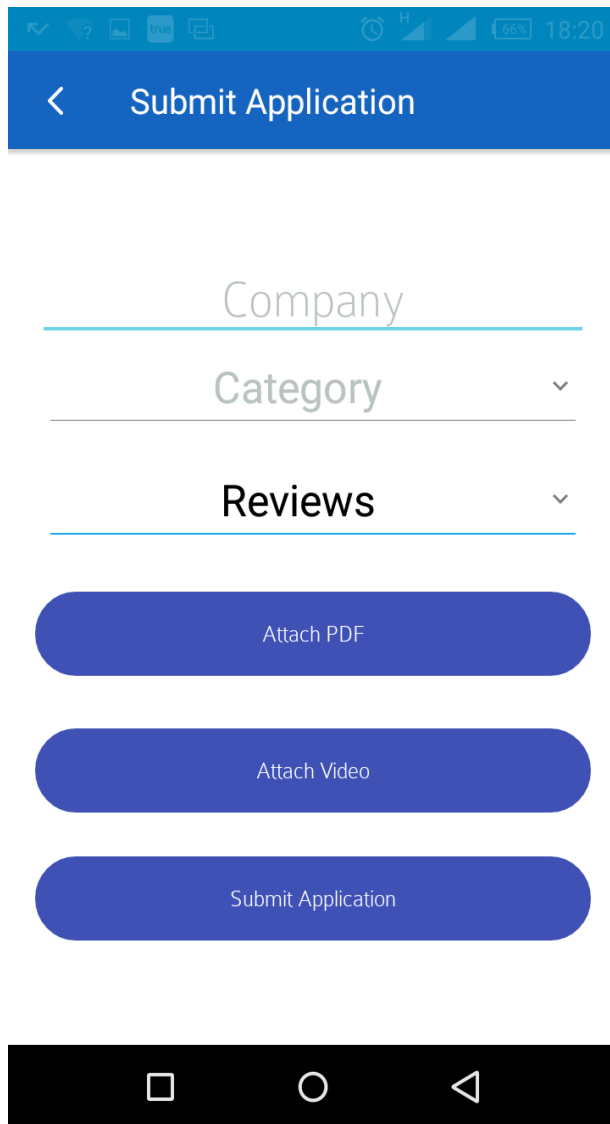 ? true H 66% 18:20
Submit Application
Company
Category
Reviews
Attach PDF
Attach Video
Submit Application